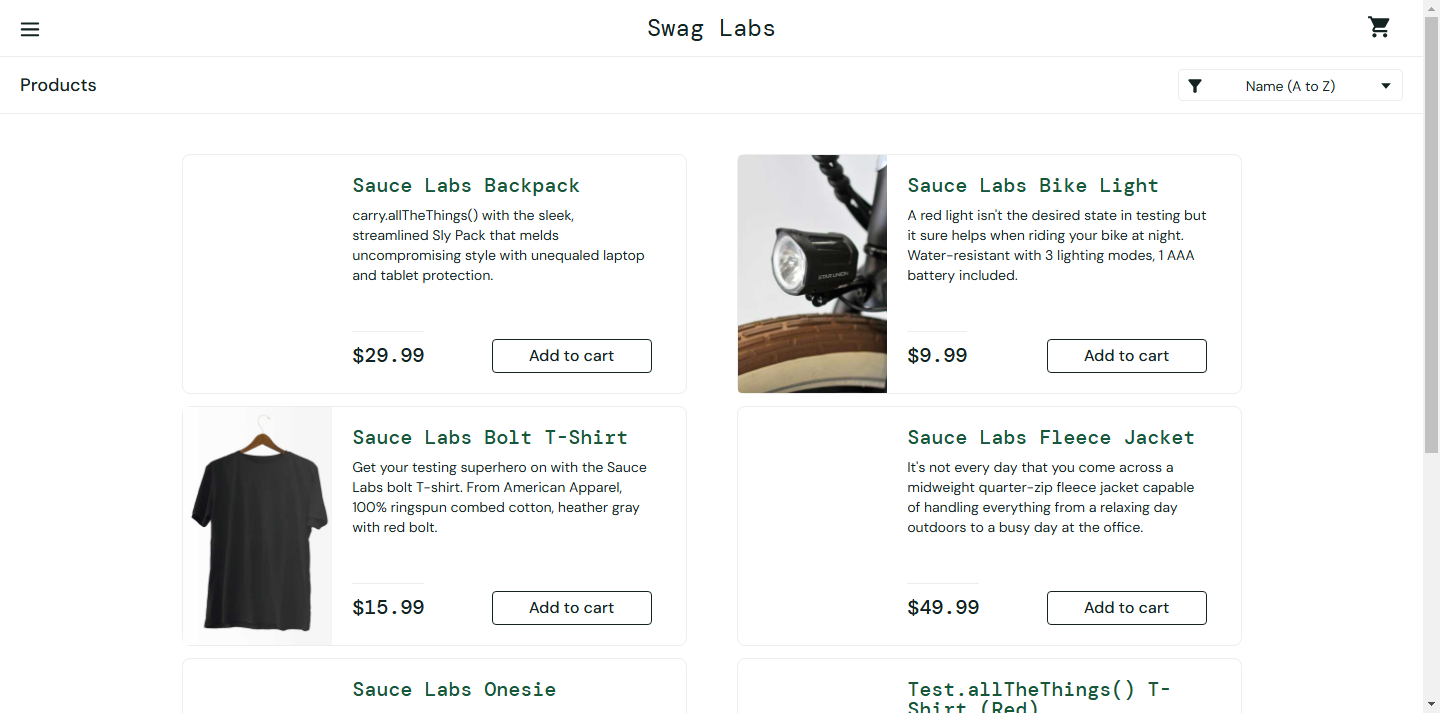 Swag Labs
Products
Name (A to Z)
Sauce Labs Backpack
carry.allTheThings() with the sleek,
streamlined Sly Pack that melds
uncompromising style with unequaled laptop
and tablet protection.
$29.99
Add to cart
Sauce Labs Bike Light
A red light isn't the desired state in testing but
it sure helps when riding your bike at night.
Water-resistant with 3 lighting modes, 1 AAA
battery included.
$9.99
Add to cart
STAR UNION
Sauce Labs Bolt T-Shirt
Get your testing superhero on with the Sauce
Labs bolt T-shirt. From American Apparel,
100% ringspun combed cotton, heather gray
with red bolt.
$15.99
Add to cart
Sauce Labs Fleece Jacket
It's not every day that you come across a
midweight quarter-zip fleece jacket capable
of handling everything from a relaxing day
outdoors to a busy day at the office.
$49.99
Add to cart
Sauce Labs Onesie
Test.allTheThings() T-
Shirt (Red)